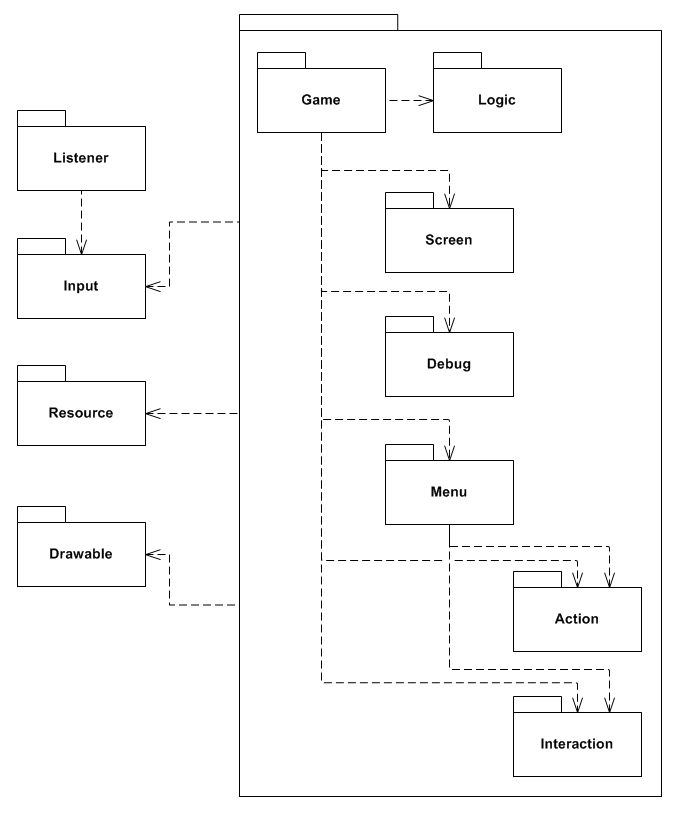 Game
Logic
Listener
Screen
Input
Debug
Resource
Menu
Drawable
Action
Interaction